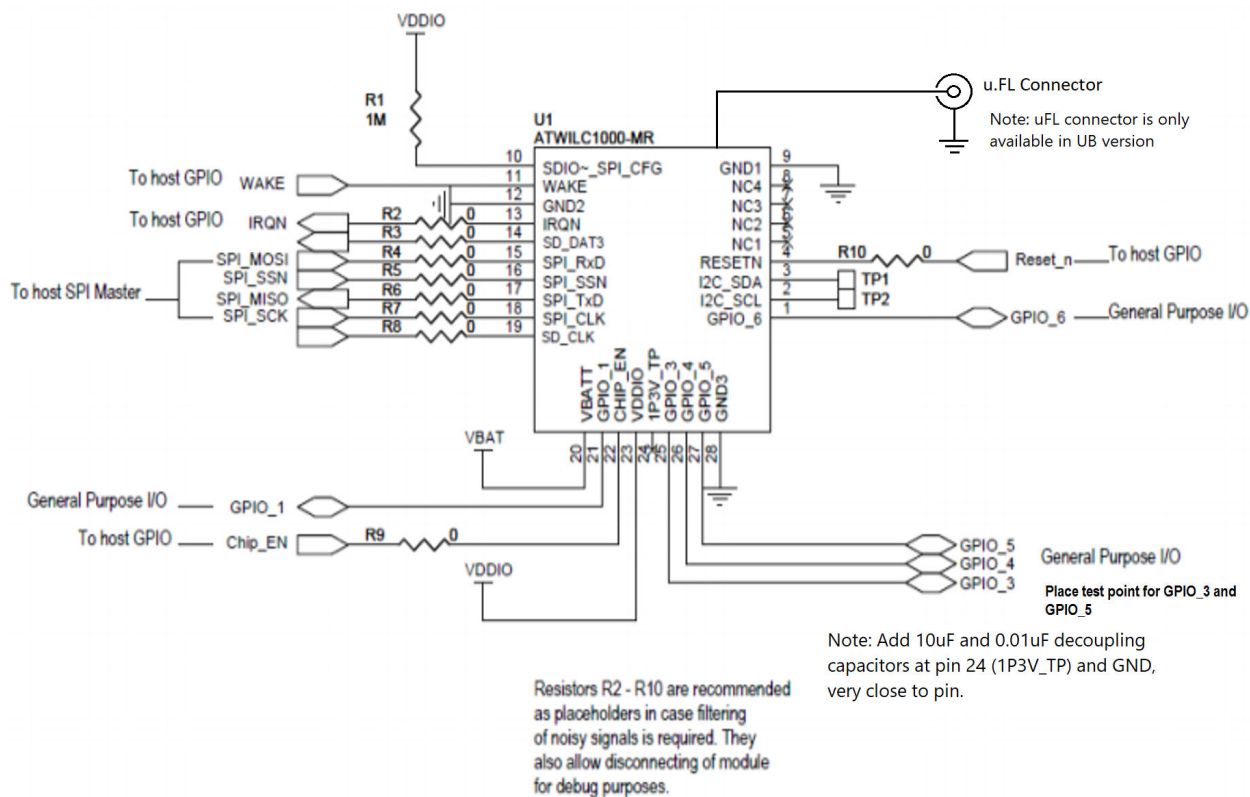 VDDIO
R1
1M
u.FL Connector
Note: uFL connector is only
available in UB version
U1
ATWILC1000-MR
10 SDIO~_SPI_CFG
11 WAKE
12 GND2
13 IRQN
14 SD_DAT3
15 SPI_RxD
16 SPI_SSN
17 SPI_TxD
18 SPI_CLK
19 SD_CLK
GND1 9
NC4 8
NC3 7
NC2 6
NC1 5
RESETN 4
I2C_SDA 3
I2C_SCL 2
GPIO_6 1
To host GPIO WAKE
To host GPIO IRQN
R2 0
R3 0
SPI_MOSI R4 0
SPI_SSN R5 0
To host SPI Master
SPI_MISO R6 0
SPI_SCK R7 0
R8 0
R10 0 Reset_n To host GPIO
TP1
TP2
GPIO_6 General Purpose I/O
VBATT
GPIO_1
CHIP_EN
VDDIO
1P3V_TP
GPIO_3
GPIO_4
GPIO_5
GND3
20
21
22
23
24
25
26
27
28
VBAT
General Purpose I/O GPIO_1
To host GPIO Chip_EN R9 0
VDDIO
GPIO_5
GPIO_4
GPIO_3
General Purpose I/O
Place test point for GPIO_3 and
GPIO_5
Note: Add 10uF and 0.01uF decoupling
capacitors at pin 24 (1P3V_TP) and GND,
very close to pin.
Resistors R2 - R10 are recommended
as placeholders in case filtering
of noisy signals is required. They
also allow disconnecting of module
for debug purposes.